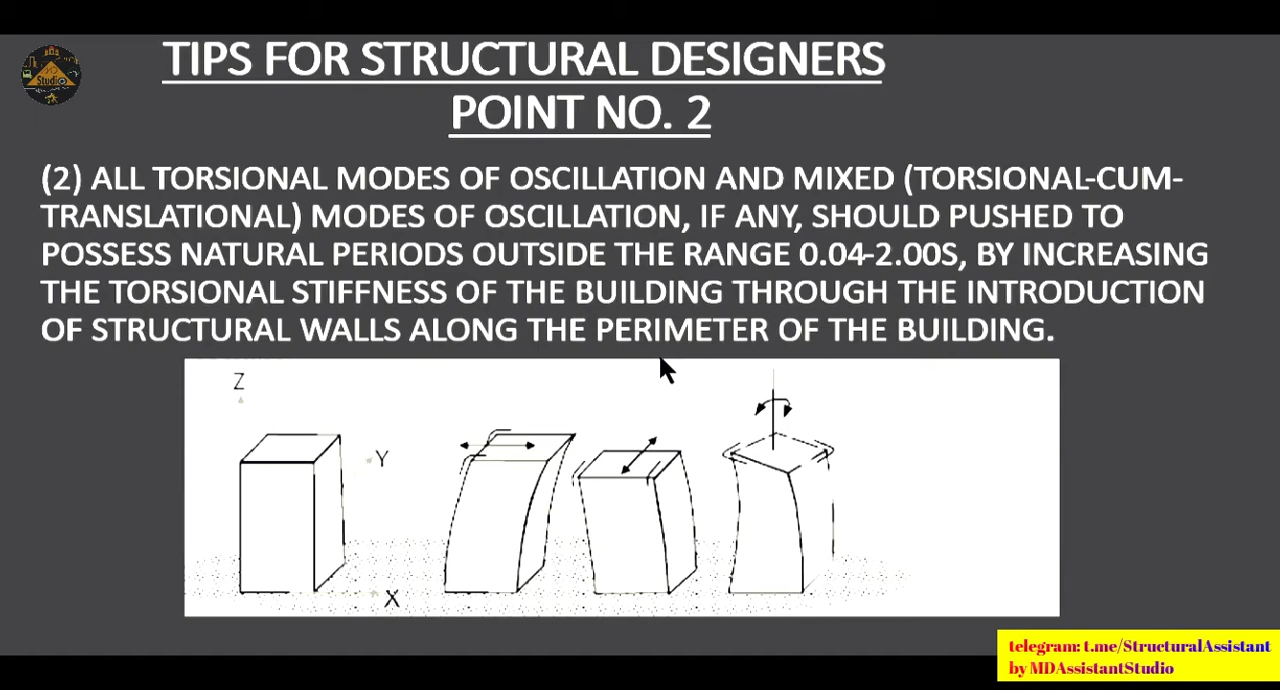 TIPS FOR STRUCTURAL DESIGNERS
POINT NO. 2
(2) ALL TORSIONAL MODES OF OSCILLATION AND MIXED (TORSIONAL-CUM-
TRANSLATIONAL) MODES OF OSCILLATION, IF ANY, SHOULD PUSHED TO
POSSESS NATURAL PERIODS OUTSIDE THE RANGE 0.04-2.00S, BY INCREASING
THE TORSIONAL STIFFNESS OF THE BUILDING THROUGH THE INTRODUCTION
OF STRUCTURAL WALLS ALONG THE PERIMETER OF THE BUILDING.
Z
Y
X
Studio
telegram: t.me/StructuralAssistant
by MDAssistantStudio